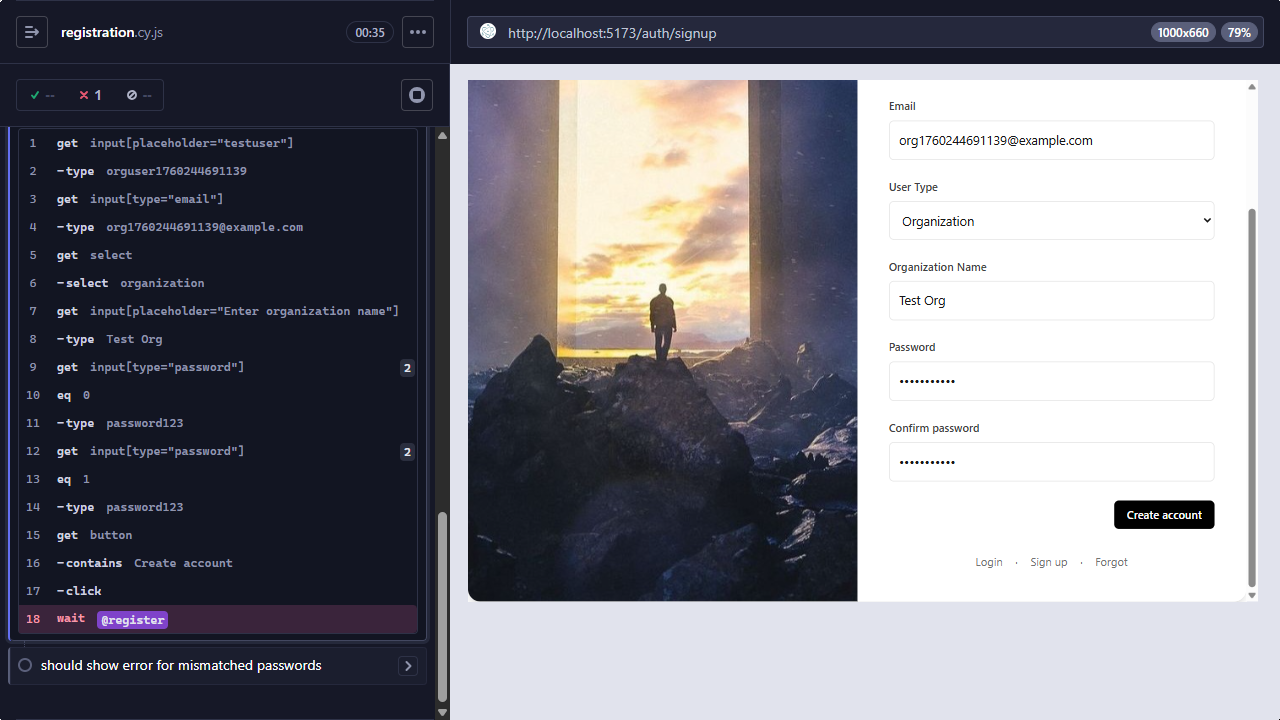 registration.cy.js
00:35
--
1
--
1 get input[placeholder="testuser"]
2 -type orguser1760244691139
3 get input[type="email"]
4 -type org1760244691139@example.com
5 get select
6 -select organization
7 get input[placeholder="Enter organization name"]
8 -type Test Org
9 get input[type="password"] 2
10 eq 0
11 -type password123
12 get input[type="password"] 2
13 eq 1
14 -type password123
15 get button
16 -contains Create account
17 -click
18 wait @register
should show error for mismatched passwords
http://localhost:5173/auth/signup
1000x660
79%
Email
org1760244691139@example.com
User Type
Organization
Organization Name
Test Org
Password
•••••••••••
Confirm password
•••••••••••
Create account
Login · Sign up · Forgot